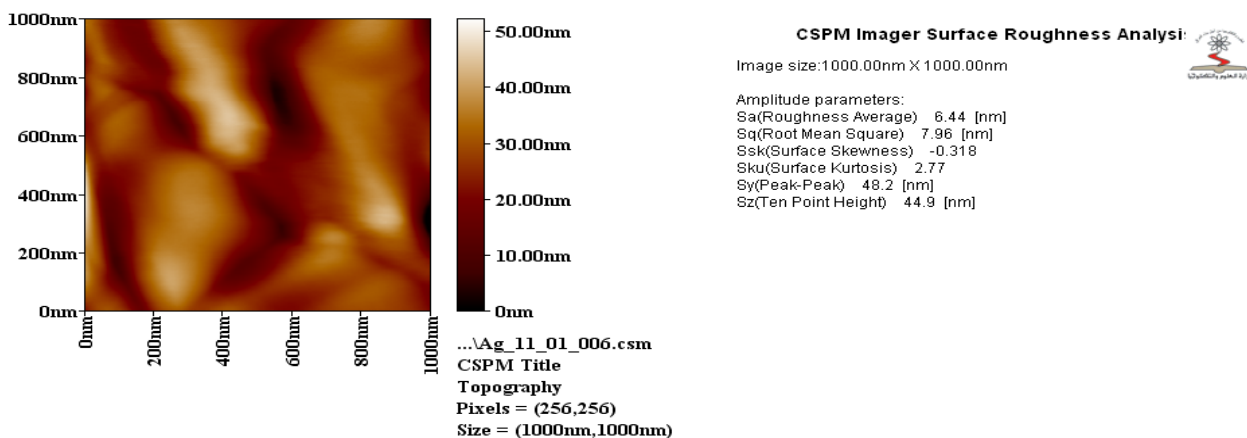 1000nm
800nm
600nm
400nm
200nm
0nm
0nm
200nm
400nm
600nm
800nm
1000nm
50.00nm
40.00nm
30.00nm
20.00nm
10.00nm
0nm
...\Ag_11_01_006.csm
CSPM Title
Topography
Pixels = (256,256)
Size = (1000nm,1000nm)
CSPM Imager Surface Roughness Analysi
Image size:1000.00nm X 1000.00nm
Amplitude parameters:
Sa(Roughness Average) 6.44 [nm]
Sq(Root Mean Square) 7.96 [nm]
Ssk(Surface Skewness) -0.318
Sku(Surface Kurtosis) 2.77
Sy(Peak-Peak) 48.2 [nm]
Sz(Ten Point Height) 44.9 [nm]